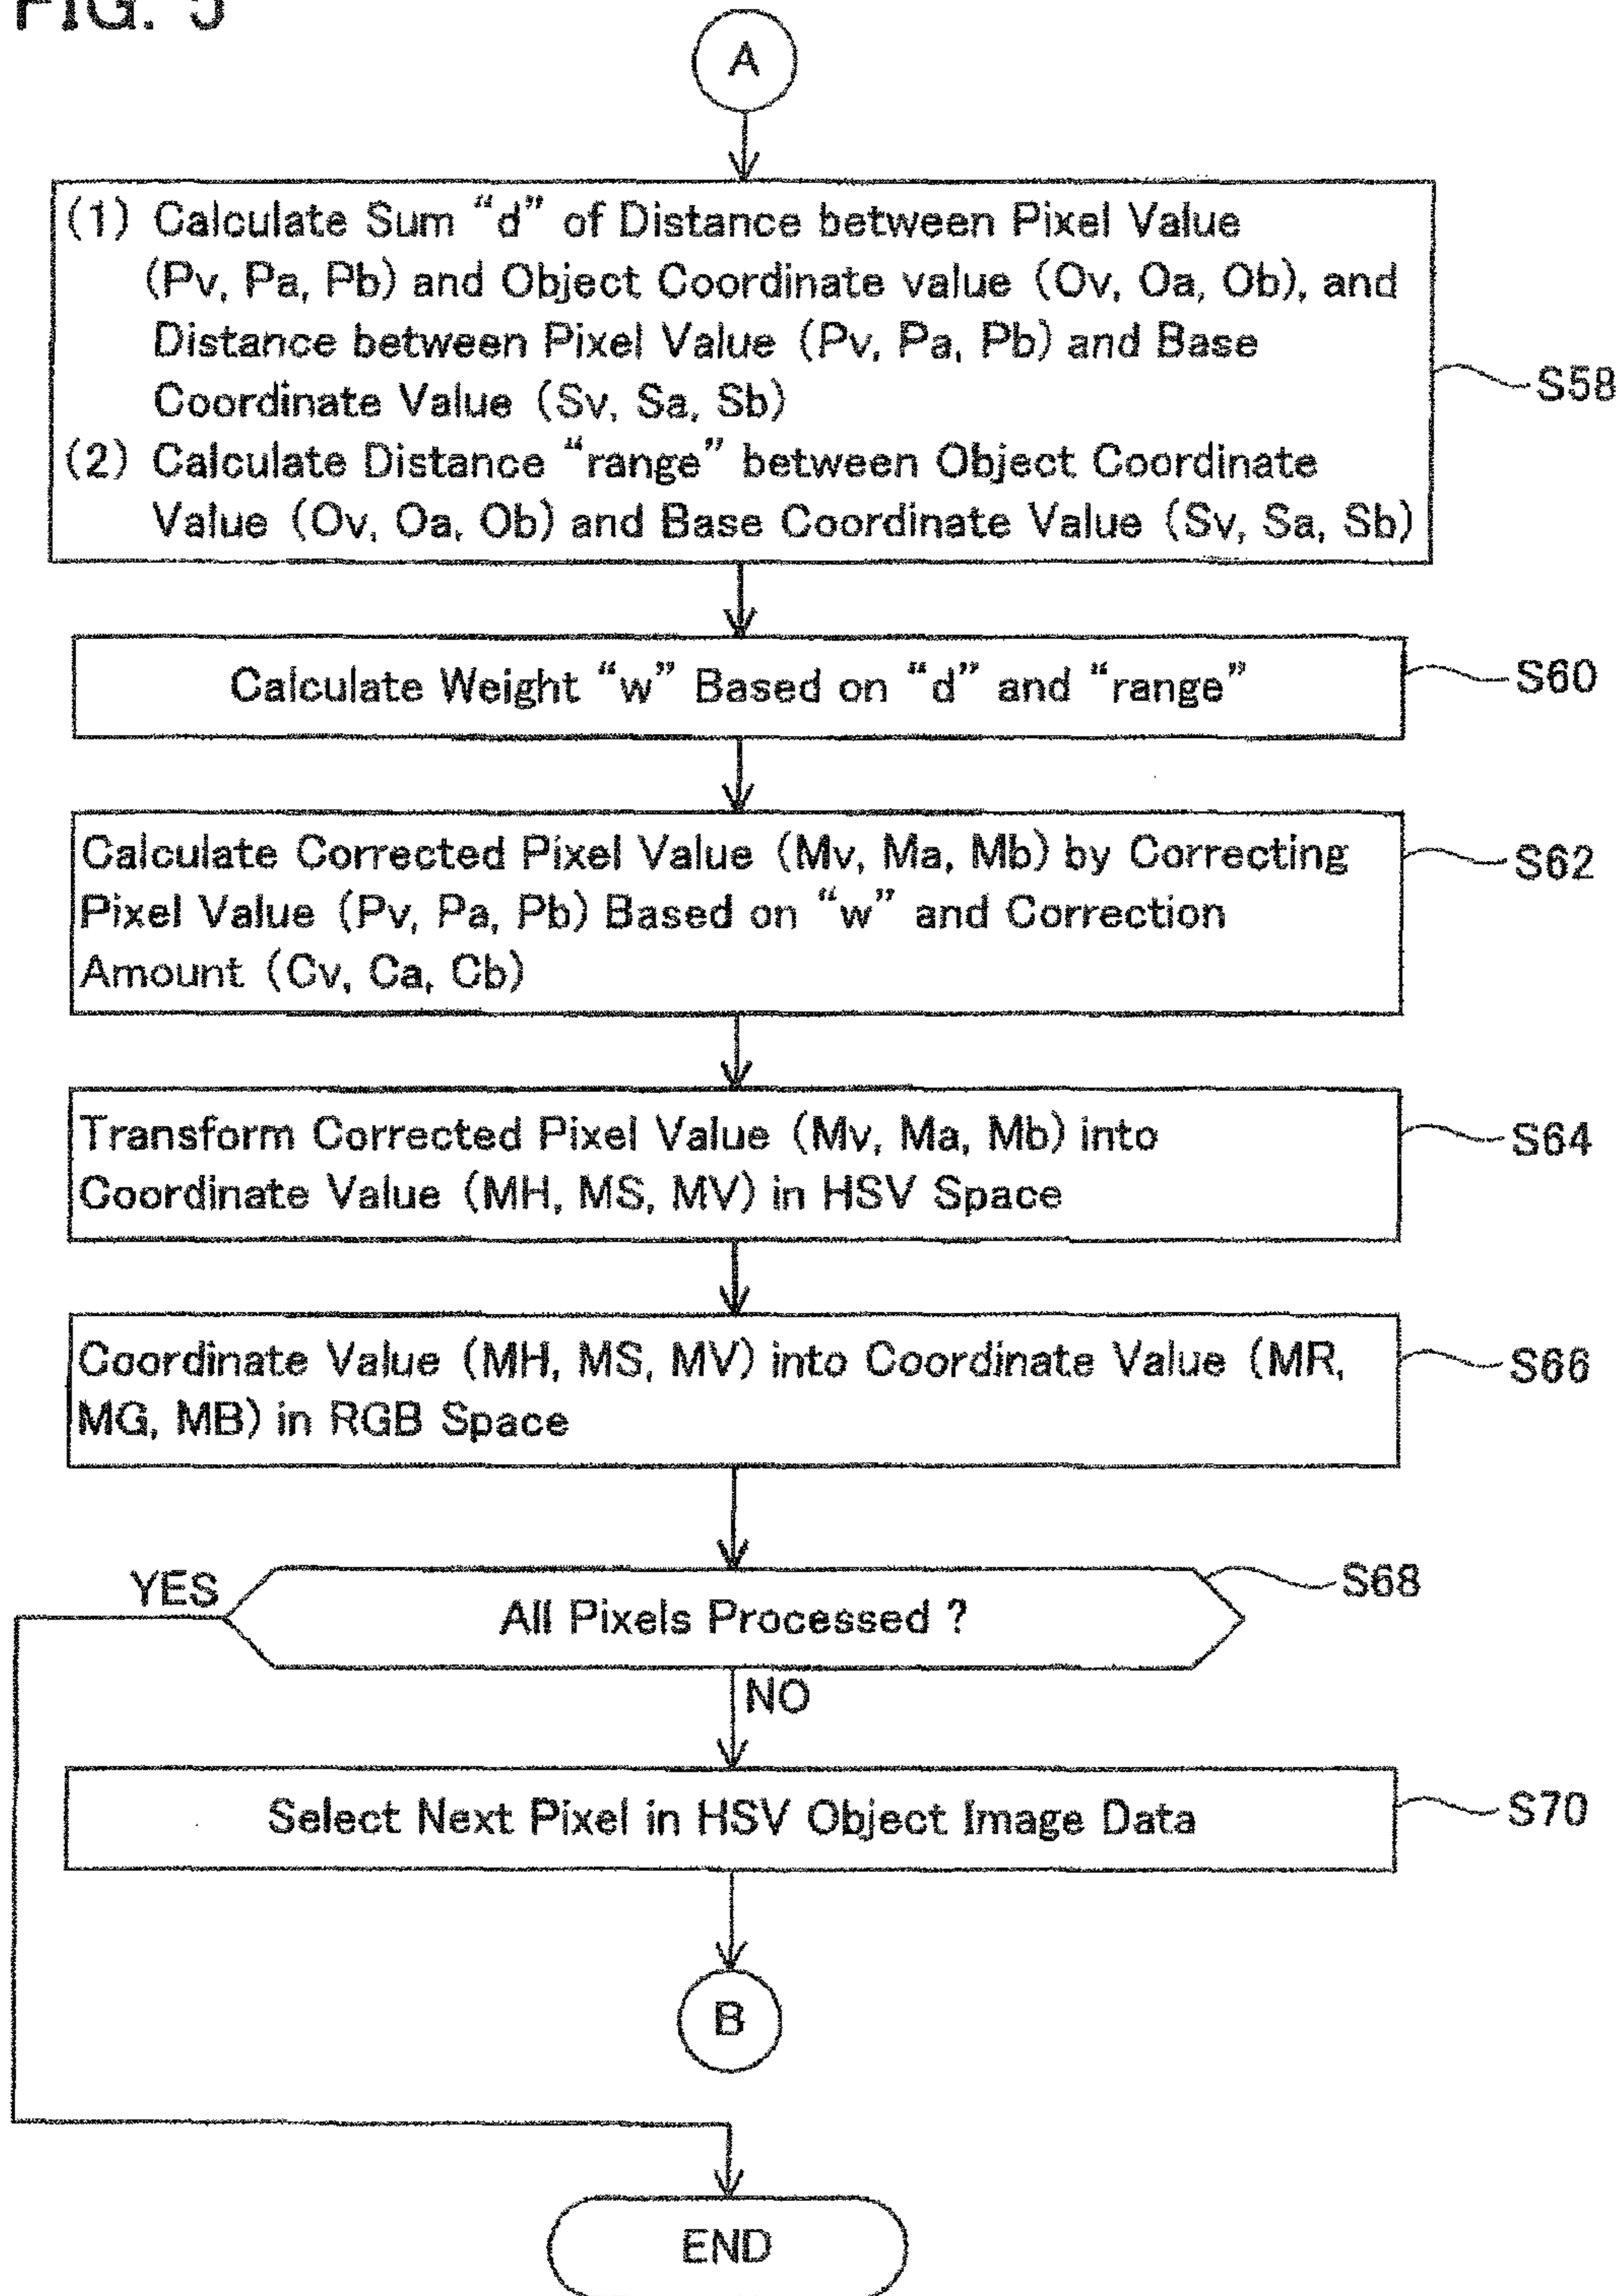 FIG. 5
A
(1) Calculate Sum “d” of Distance between Pixel Value
(Pv, Pa, Pb) and Object Coordinate value (Ov, Oa, Ob), and
Distance between Pixel Value (Pv, Pa, Pb) and Base
Coordinate Value (Sv, Sa, Sb)
(2) Calculate Distance “range” between Object Coordinate
Value (Ov, Oa, Ob) and Base Coordinate Value (Sv, Sa, Sb)
S58
Calculate Weight “w” Based on “d” and “range”
S60
Calculate Corrected Pixel Value (Mv, Ma, Mb) by Correcting
Pixel Value (Pv, Pa, Pb) Based on “w” and Correction
Amount (Cv, Ca, Cb)
S62
Transform Corrected Pixel Value (Mv, Ma, Mb) into
Coordinate Value (MH, MS, MV) in HSV Space
S64
Coordinate Value (MH, MS, MV) into Coordinate Value (MR,
MG, MB) in RGB Space
S66
YES
All Pixels Processed ?
S68
NO
Select Next Pixel in HSV Object Image Data
S70
B
END